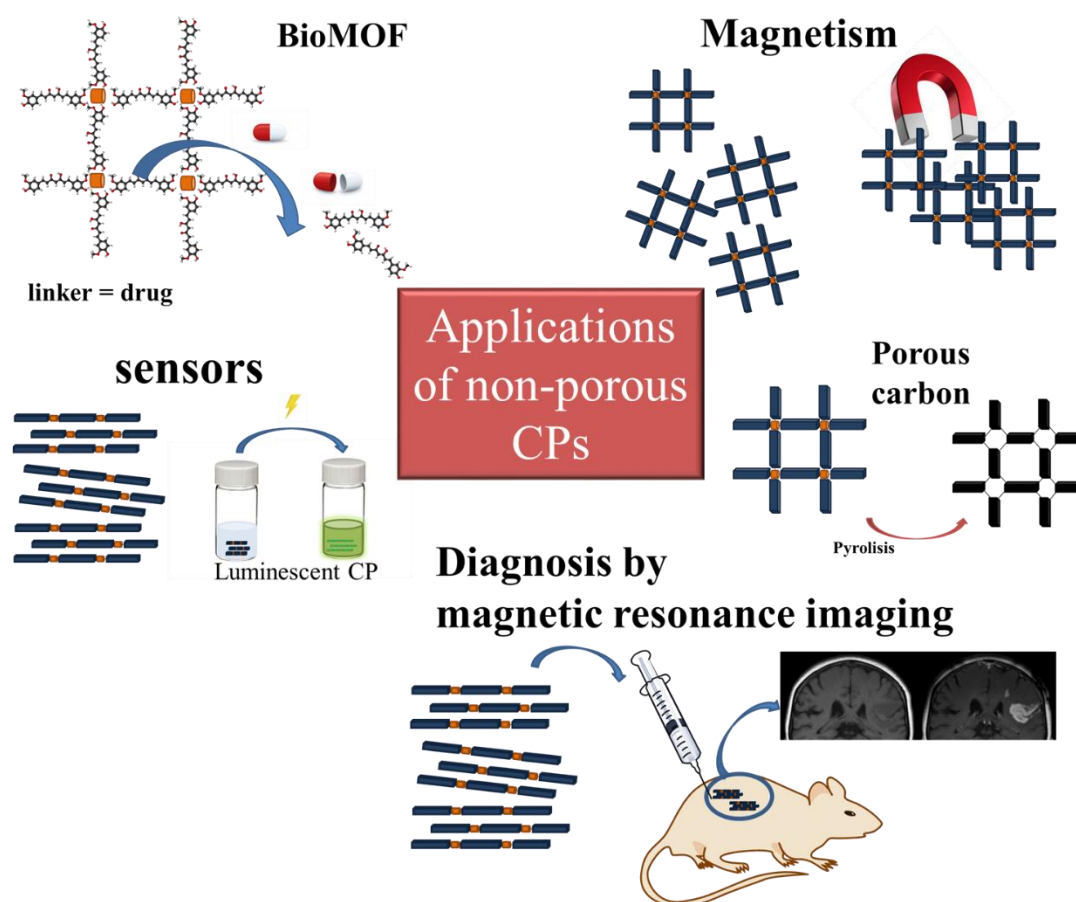 BioMOF
Magnetism
linker = drug
Applications
of non-porous
CPs
sensors
Luminescent CP
Porous
carbon
Pyrolisis
Diagnosis by
magnetic resonance imaging